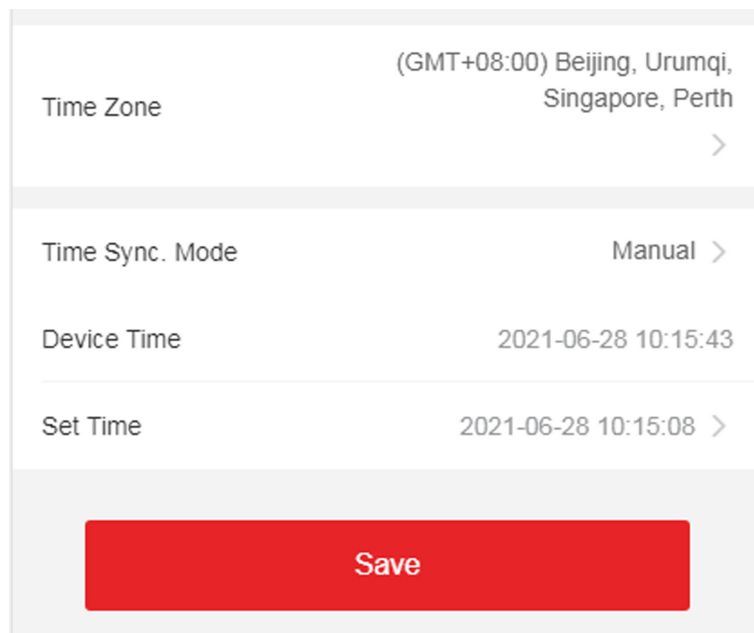 (GMT+08:00) Beijing, Urumqi,
Time Zone Singapore, Perth
Time Sync. Mode Manual
Device Time 2021-06-28 10:15:43
Set Time 2021-06-28 10:15:08
Save